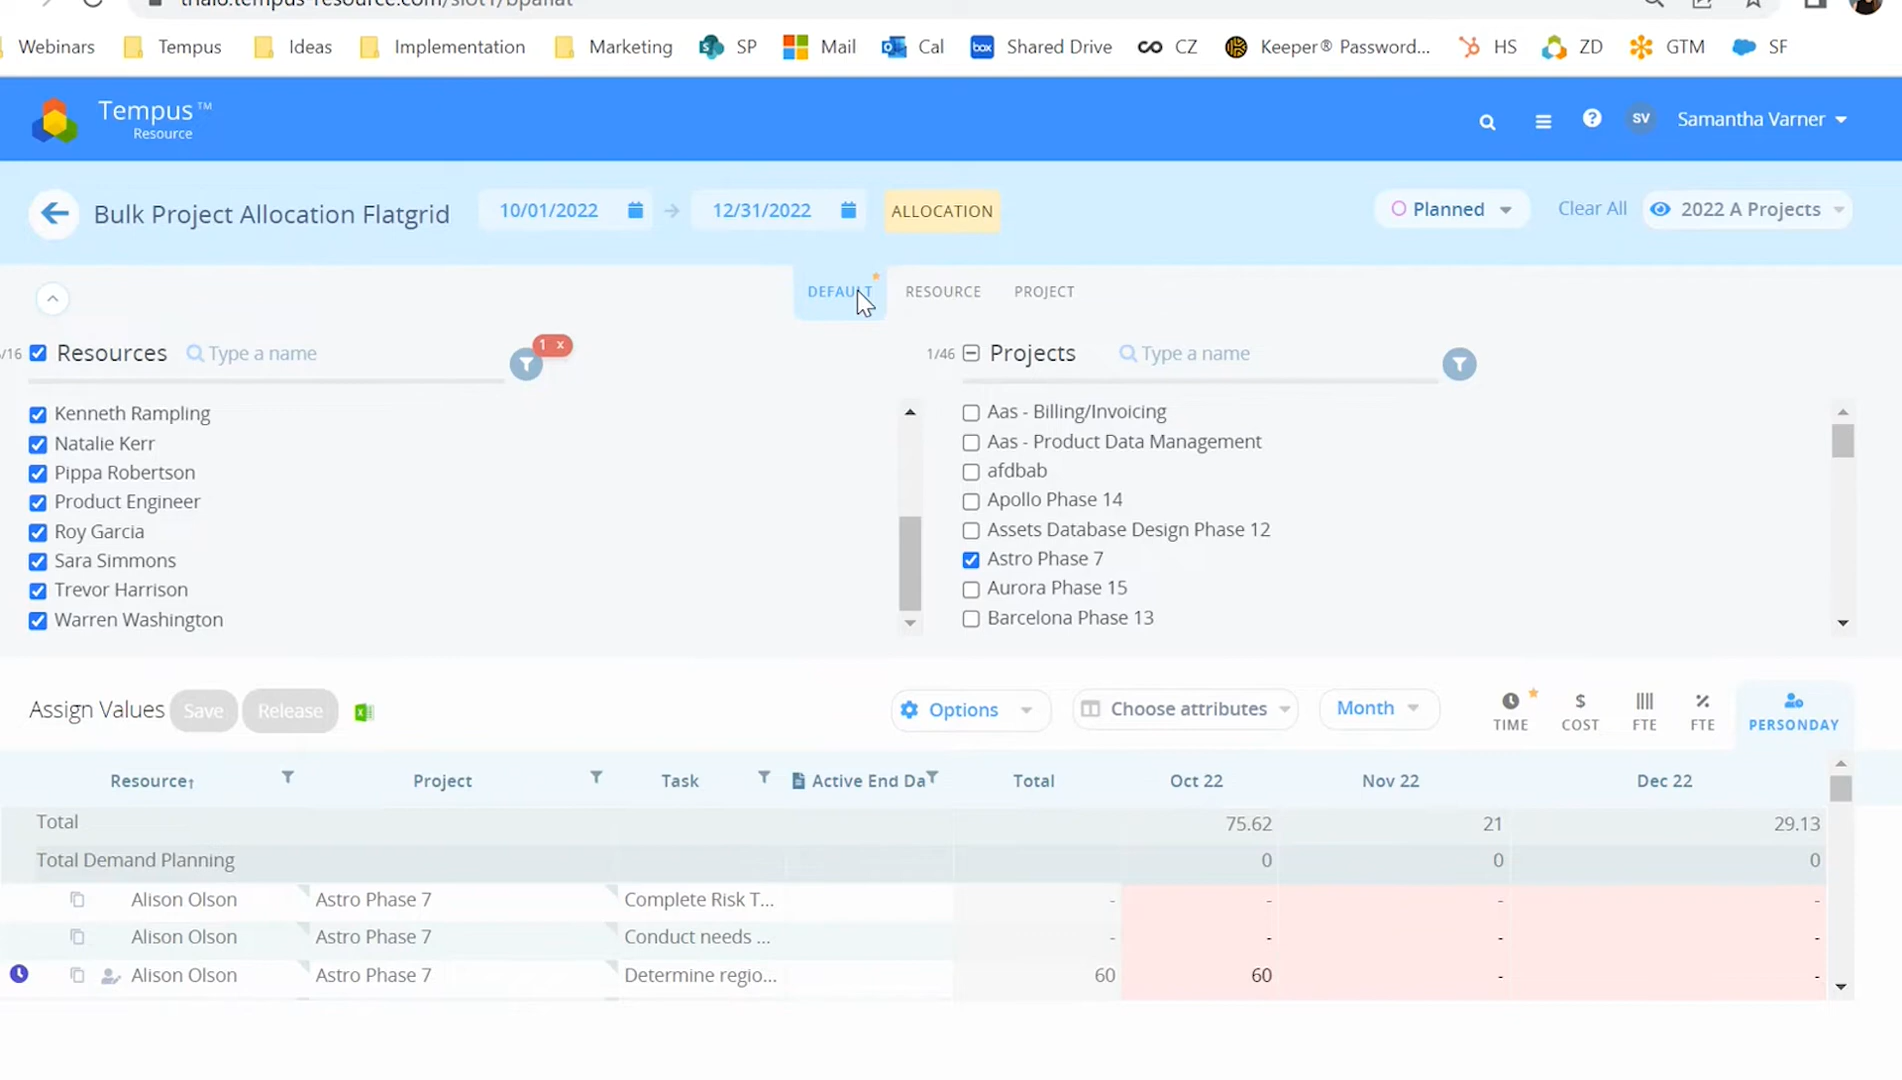 Webinars Tempus Ideas Implementation Marketing SP Mail Cal box Shared Drive CZ Keeper® Password... HS ZD GTM SF
Tempus™
Resource
SV Samantha Varner
Bulk Project Allocation Flatgrid 10/01/2022 → 12/31/2022 ALLOCATION Planned Clear All 2022 A Projects
DEFAULT RESOURCE PROJECT
/16 Resources Type a name 1 x
1/46 Projects Type a name
Kenneth Rampling
Natalie Kerr
Pippa Robertson
Product Engineer
Roy Garcia
Sara Simmons
Trevor Harrison
Warren Washington
Aas - Billing/Invoicing
Aas - Product Data Management
afdbab
Apollo Phase 14
Assets Database Design Phase 12
Astro Phase 7
Aurora Phase 15
Barcelona Phase 13
Assign Values Save Release Options Choose attributes Month TIME $ COST FTE % FTE PERSONDAY
Resource↑ Project Task Active End Da Total Oct 22 Nov 22 Dec 22
Total 75.62 21 29.13
Total Demand Planning 0 0 0
Alison Olson Astro Phase 7 Complete Risk T... - - - -
Alison Olson Astro Phase 7 Conduct needs ... - - - -
Alison Olson Astro Phase 7 Determine regio... 60 60 - -